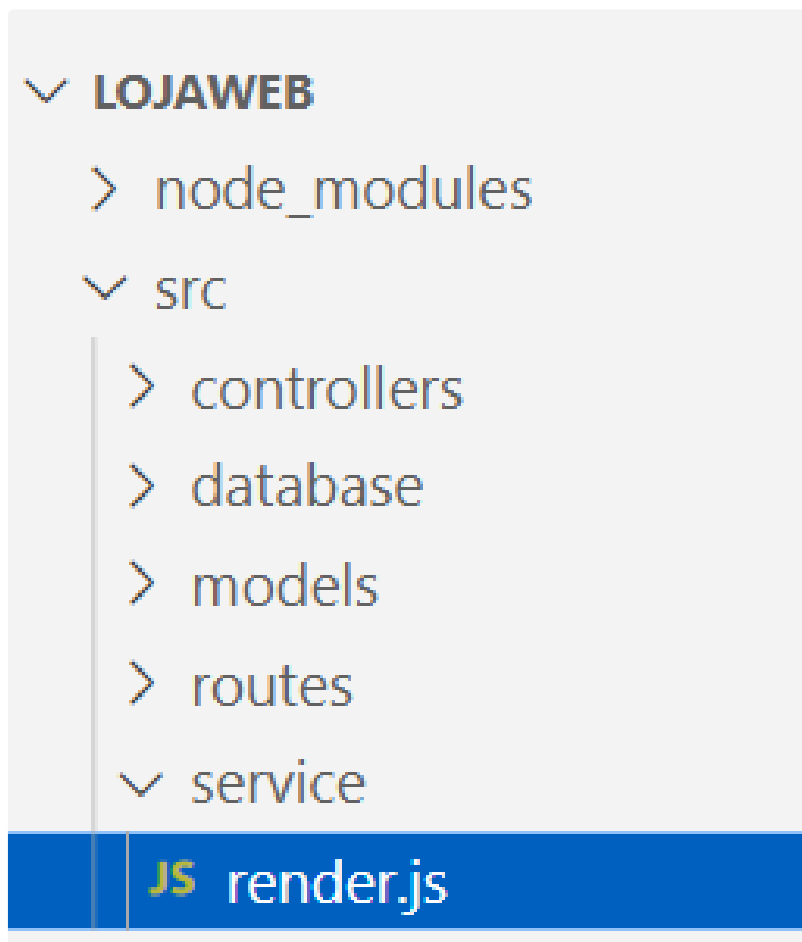 LOJAWEB
node_modules
src
controllers
database
models
routes
service
JS render.js